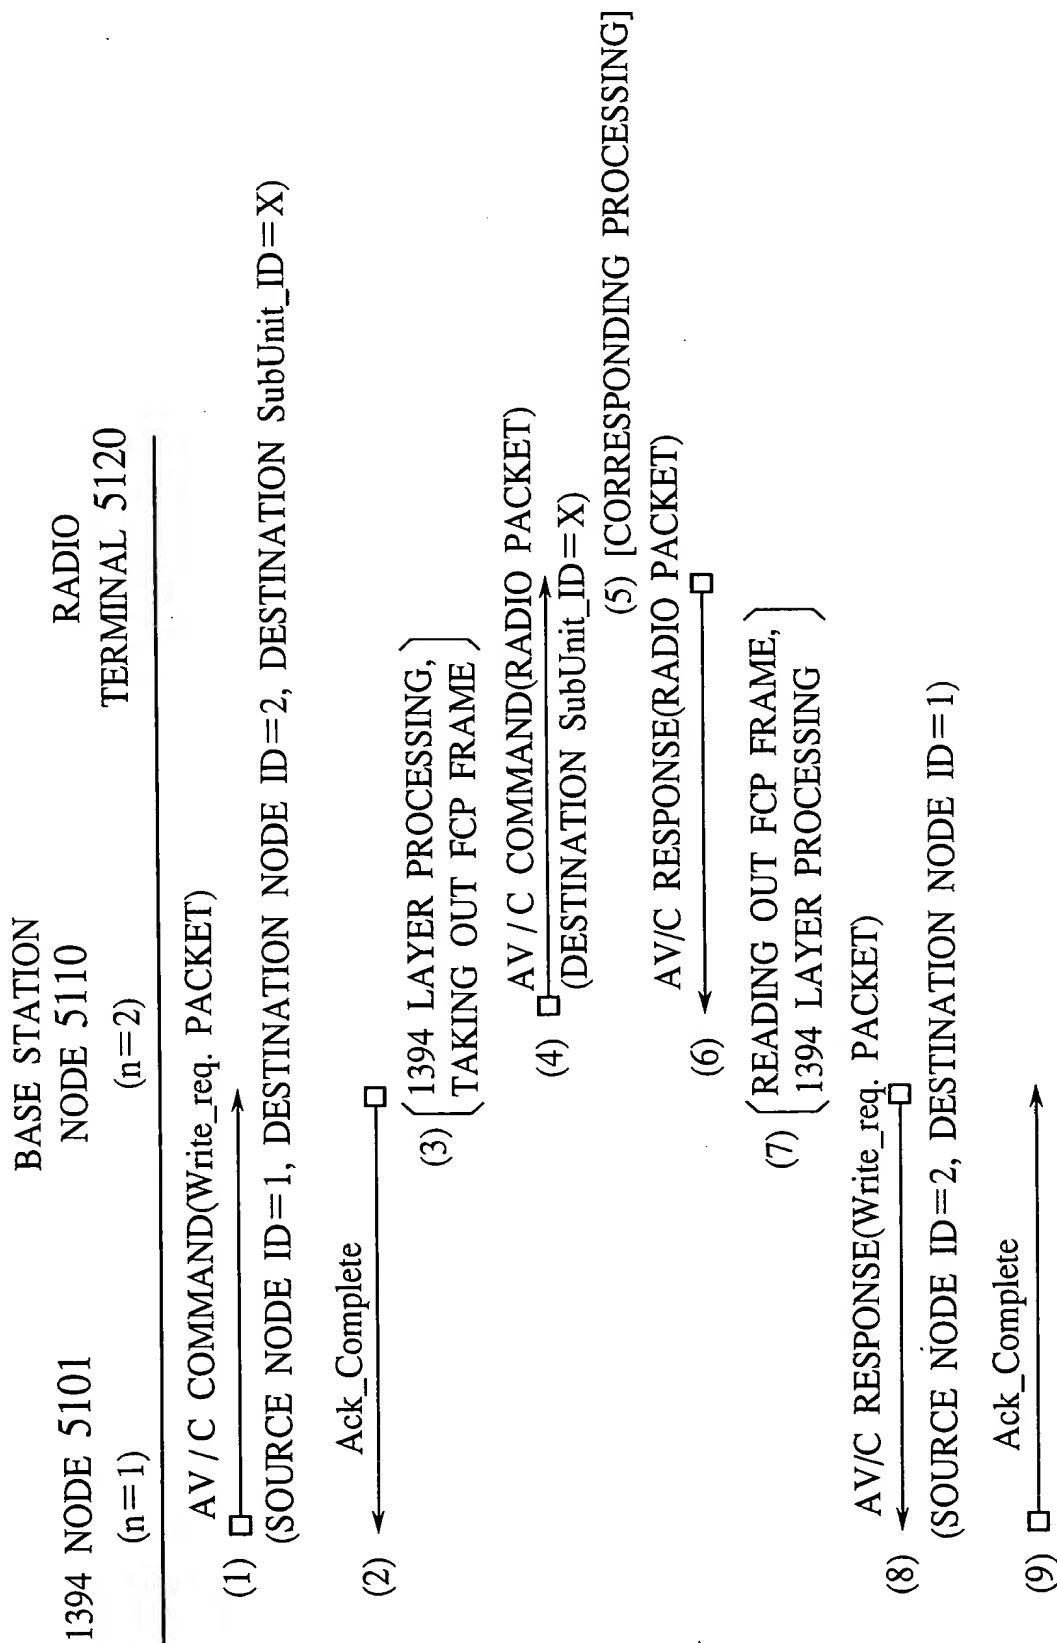 1394 NODE 5101
(n=1)
BASE STATION
NODE 5110
(n=2)
RADIO
TERMINAL 5120
AV / C COMMAND(Write_req. PACKET)
(1)
(SOURCE NODE ID=1, DESTINATION NODE ID=2, DESTINATION SubUnit_ID=X)
Ack_Complete
(2)
(3)
1394 LAYER PROCESSING,
TAKING OUT FCP FRAME
AV / C COMMAND(RADIO PACKET)
(4)
(DESTINATION SubUnit_ID=X)
(5) [CORRESPONDING PROCESSING]
AV/C RESPONSE(RADIO PACKET)
(6)
(7)
READING OUT FCP FRAME,
1394 LAYER PROCESSING
AV/C RESPONSE(Write_req. PACKET)
(8)
(SOURCE NODE ID=2, DESTINATION NODE ID=1)
Ack_Complete
(9)